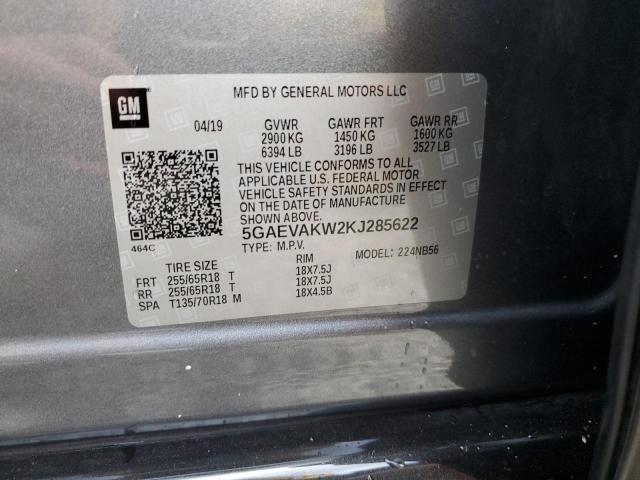 GM
MFD BY GENERAL MOTORS LLC
04/19 GVWR GAWR FRT GAWR RR
2900 KG 1450 KG 1600 KG
6394 LB 3196 LB 3527 LB
THIS VEHICLE CONFORMS TO ALL
APPLICABLE U.S. FEDERAL MOTOR
VEHICLE SAFETY STANDARDS IN EFFECT
ON THE DATE OF MANUFACTURE
SHOWN ABOVE.
464C 5GAEVAKW2KJ285622
TYPE: M.P.V. MODEL: 224NB56
TIRE SIZE RIM
FRT 255/65R18 T 18X7.5J
RR 255/65R18 T 18X7.5J
SPA T135/70R18 M 18X4.5B